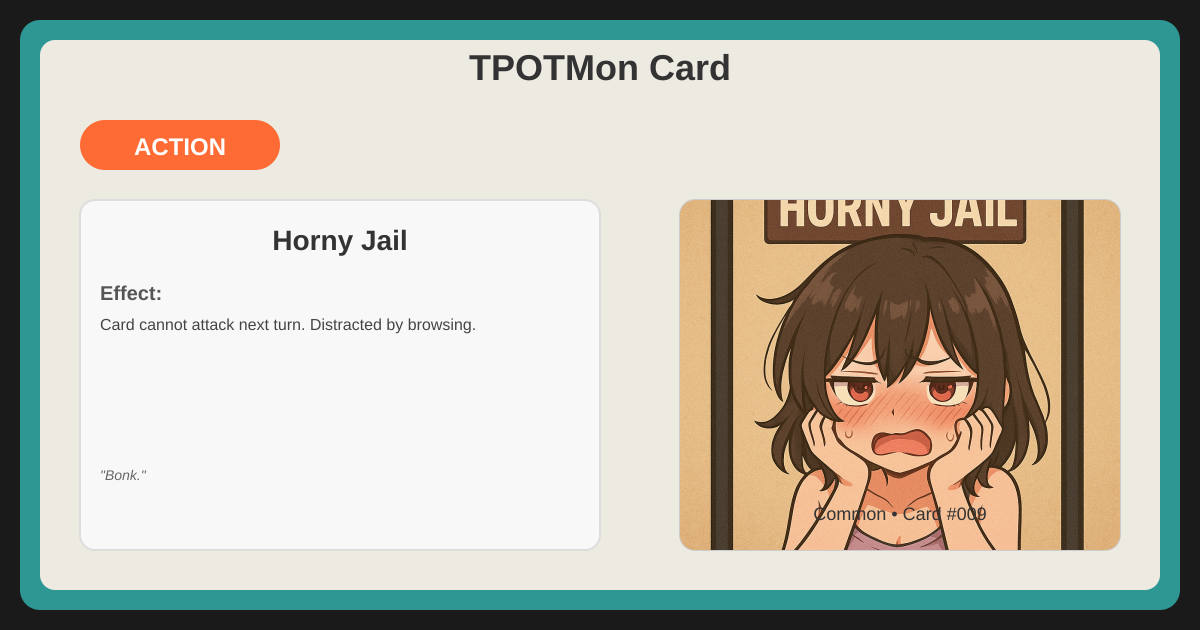 TPOTMon Card
ACTION
Horny Jail
Effect:
Card cannot attack next turn. Distracted by browsing.
"Bonk."
HORNY JAIL
Common • Card #009